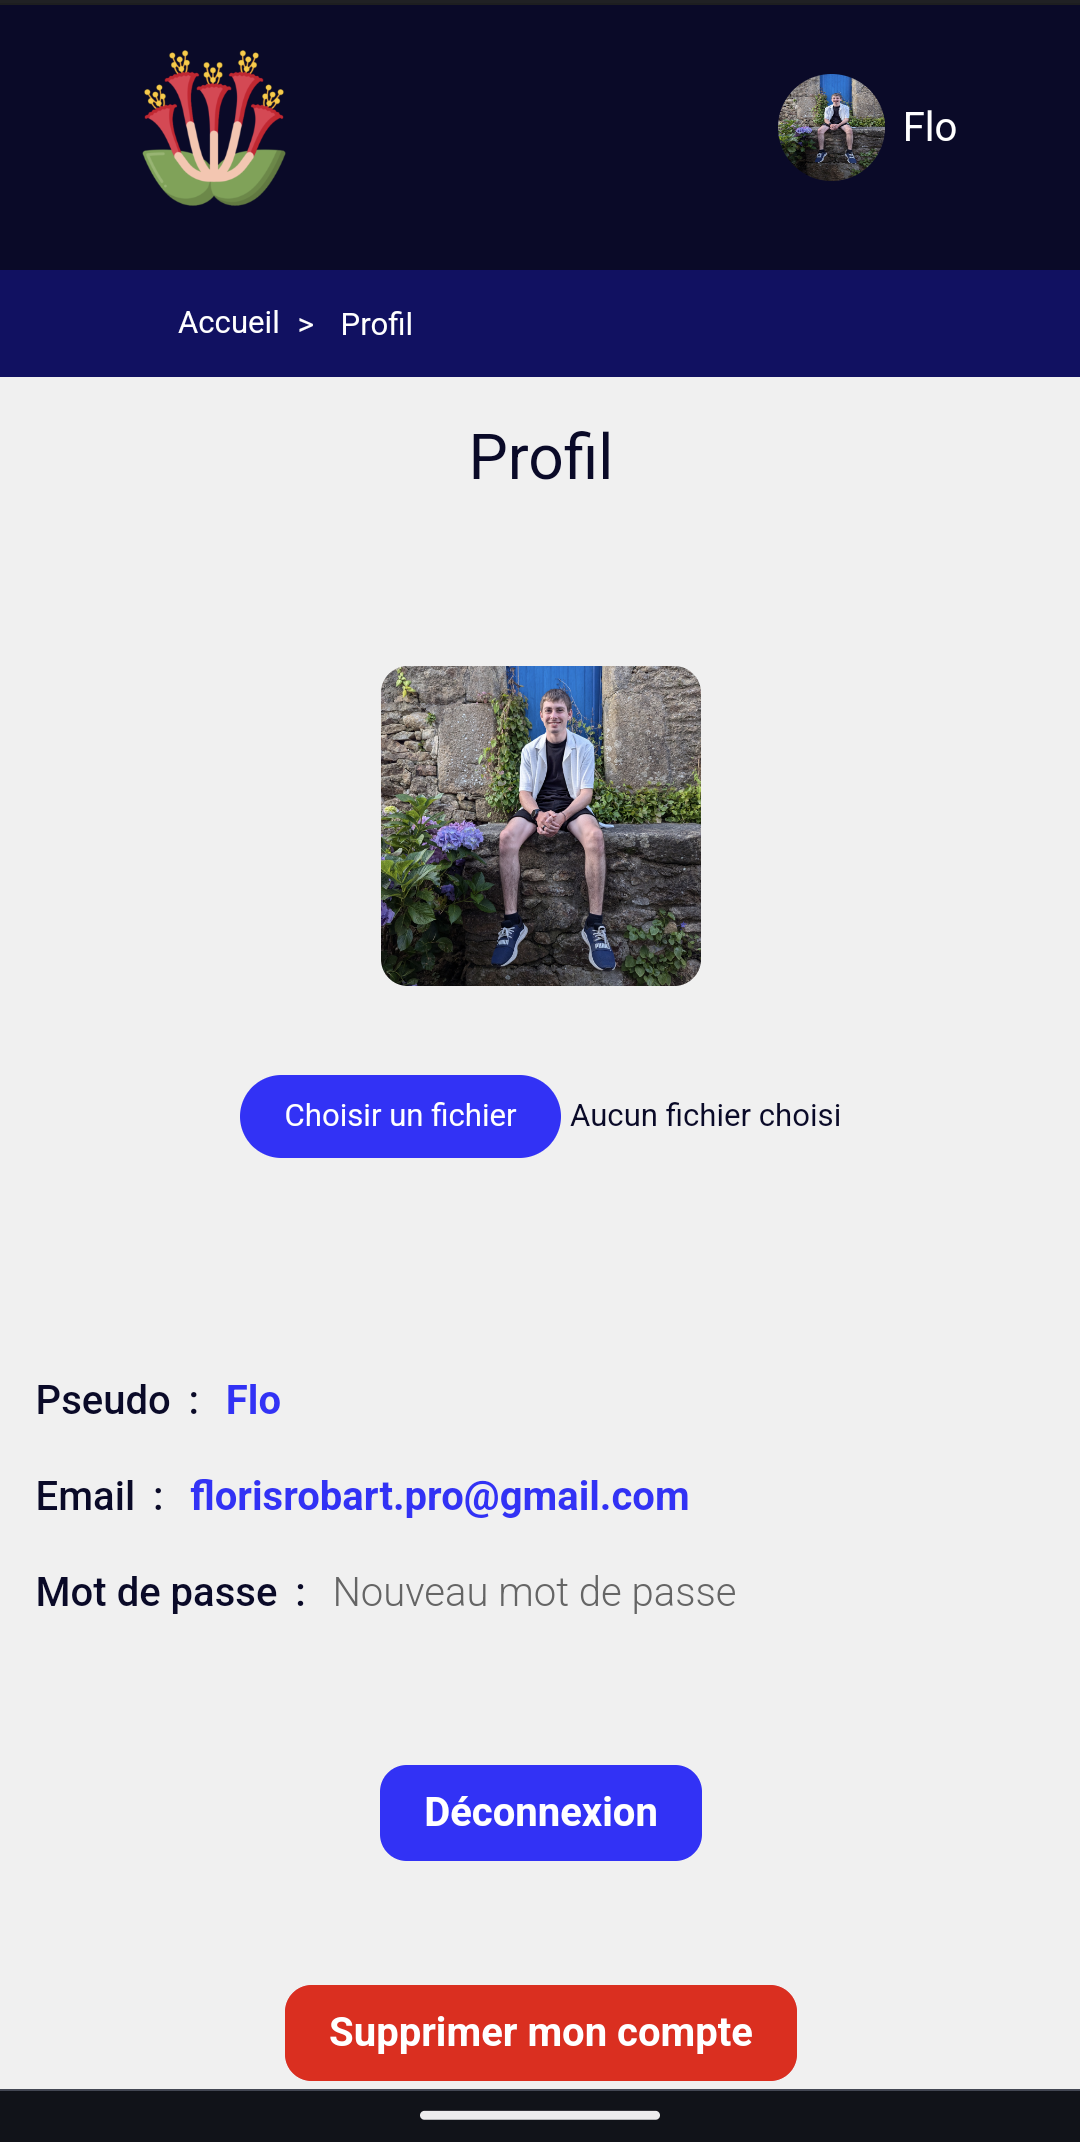 Flo
Accueil > Profil
Profil
Choisir un fichier Aucun fichier choisi
Pseudo : Flo
Email : florisrobart.pro@gmail.com
Mot de passe : Nouveau mot de passe
Déconnexion
Supprimer mon compte